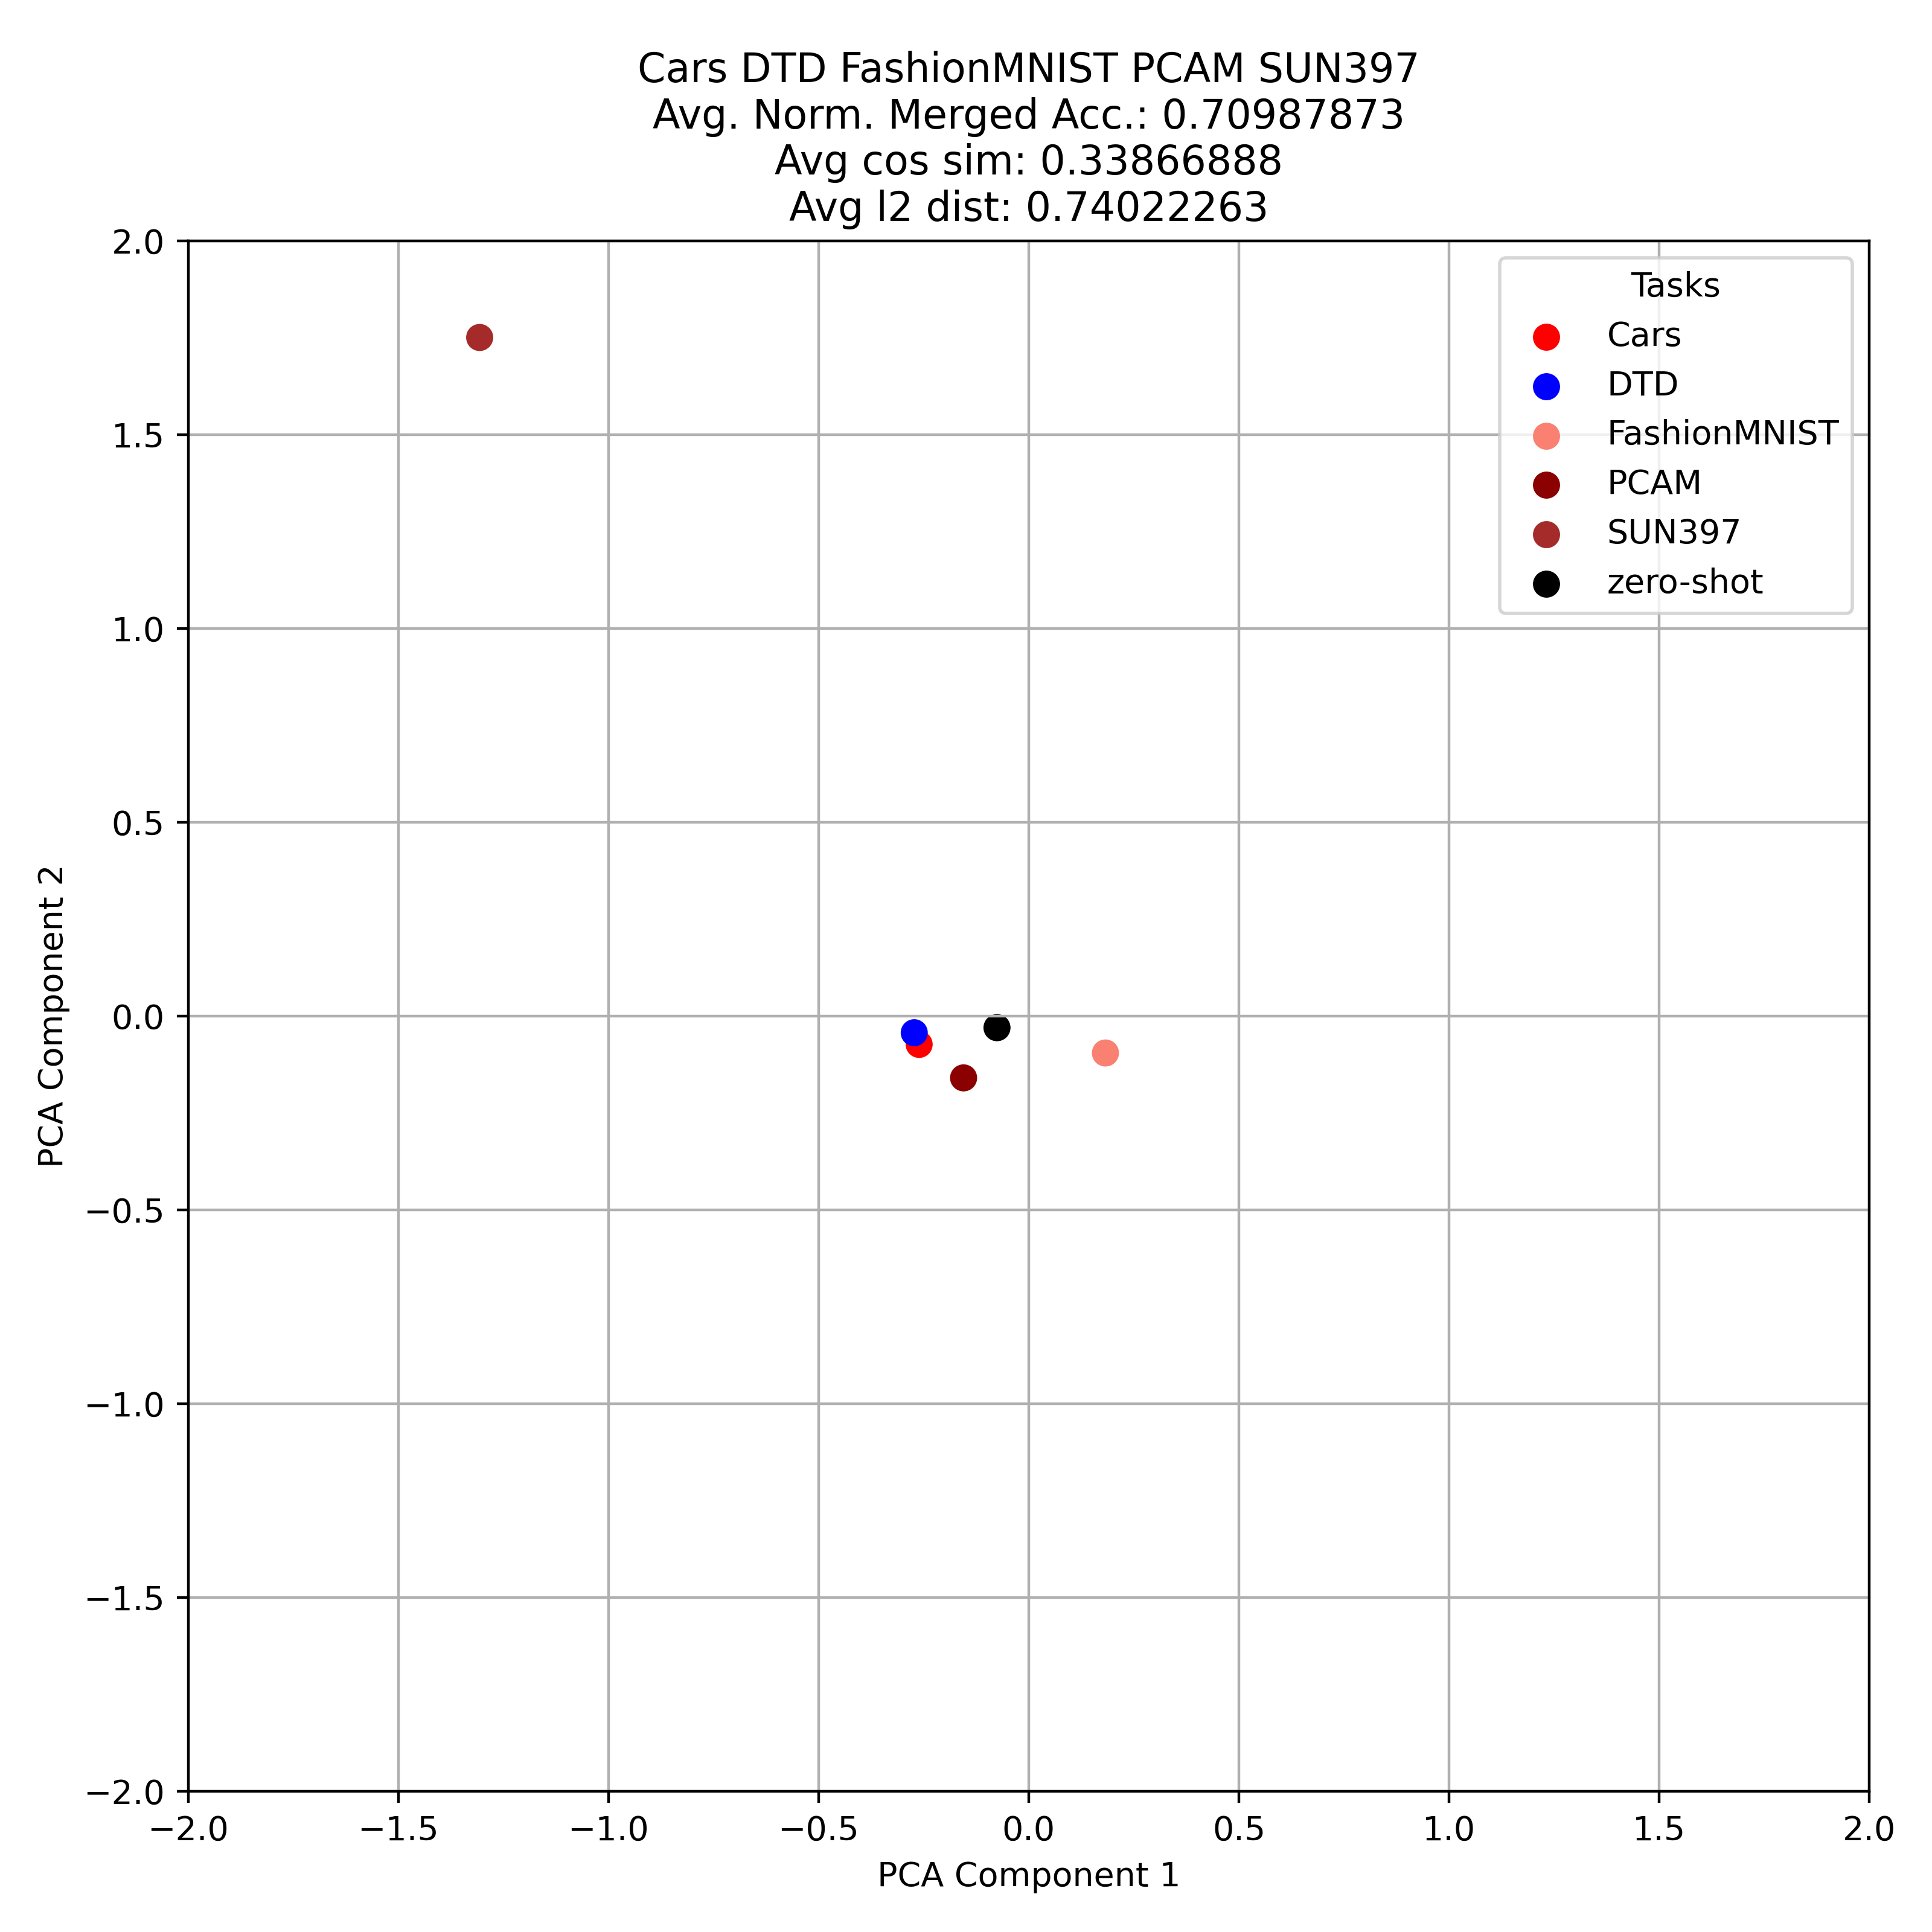 Cars DTD FashionMNIST PCAM SUN397
Avg. Norm. Merged Acc.: 0.70987873
Avg cos sim: 0.33866888
Avg l2 dist: 0.74022263
Tasks
Cars
DTD
FashionMNIST
PCAM
SUN397
zero-shot
PCA Component 2
2.0
1.5
1.0
0.5
0.0
−0.5
−1.0
−1.5
−2.0
−2.0 −1.5 −1.0 −0.5 0.0 0.5 1.0 1.5 2.0
PCA Component 1